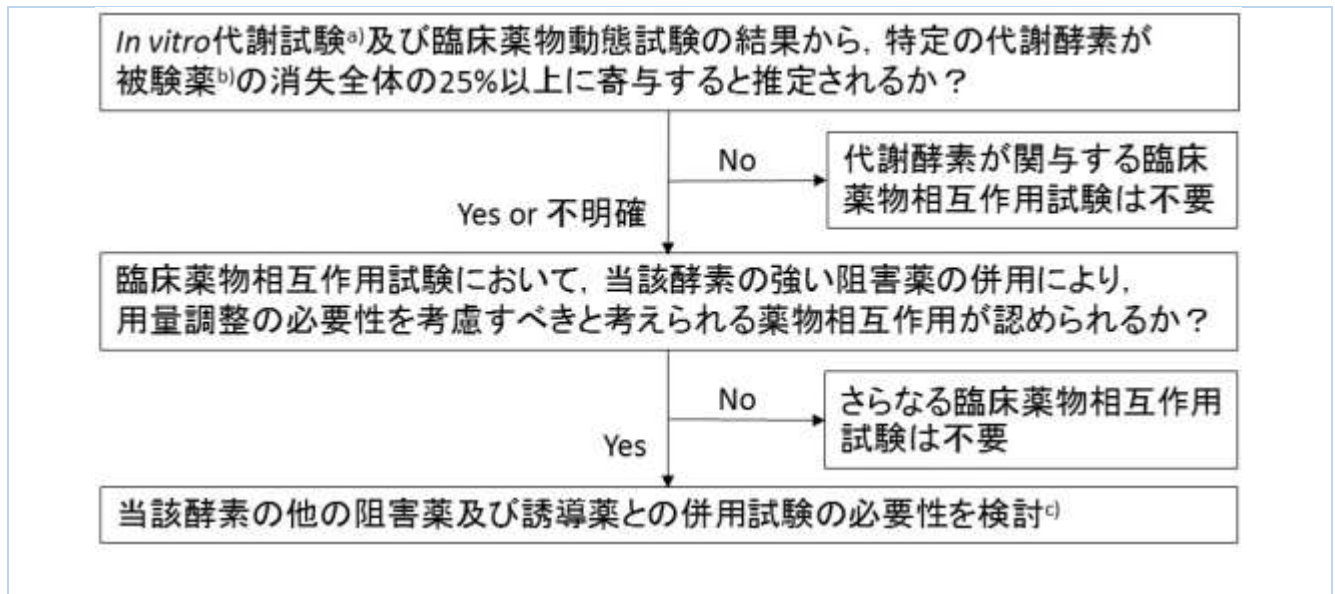 In vitro代謝試験a)及び臨床薬物動態試験の結果から，特定の代謝酵素が
被験薬b)の消失全体の25%以上に寄与すると推定されるか？
No
代謝酵素が関与する臨床
薬物相互作用試験は不要
Yes or 不明確
臨床薬物相互作用試験において，当該酵素の強い阻害薬の併用により，
用量調整の必要性を考慮すべきと考えられる薬物相互作用が認められるか？
No
さらなる臨床薬物相互作用
試験は不要
Yes
当該酵素の他の阻害薬及び誘導薬との併用試験の必要性を検討c)